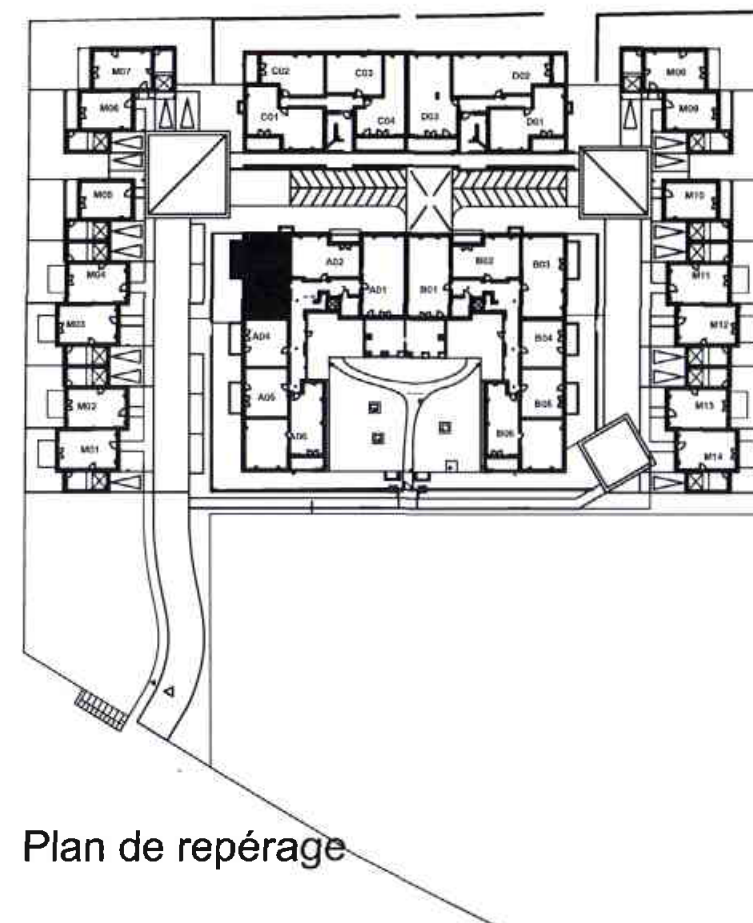 M07
C02
C03
D02
M08
M06
C01
C04
D03
D01
M09
M05
M10
A02
B02
B03
M04
A01
B01
M11
M03
M12
A04
B04
M02
A05
B05
M13
M01
A06
B06
M14
Plan de repérage